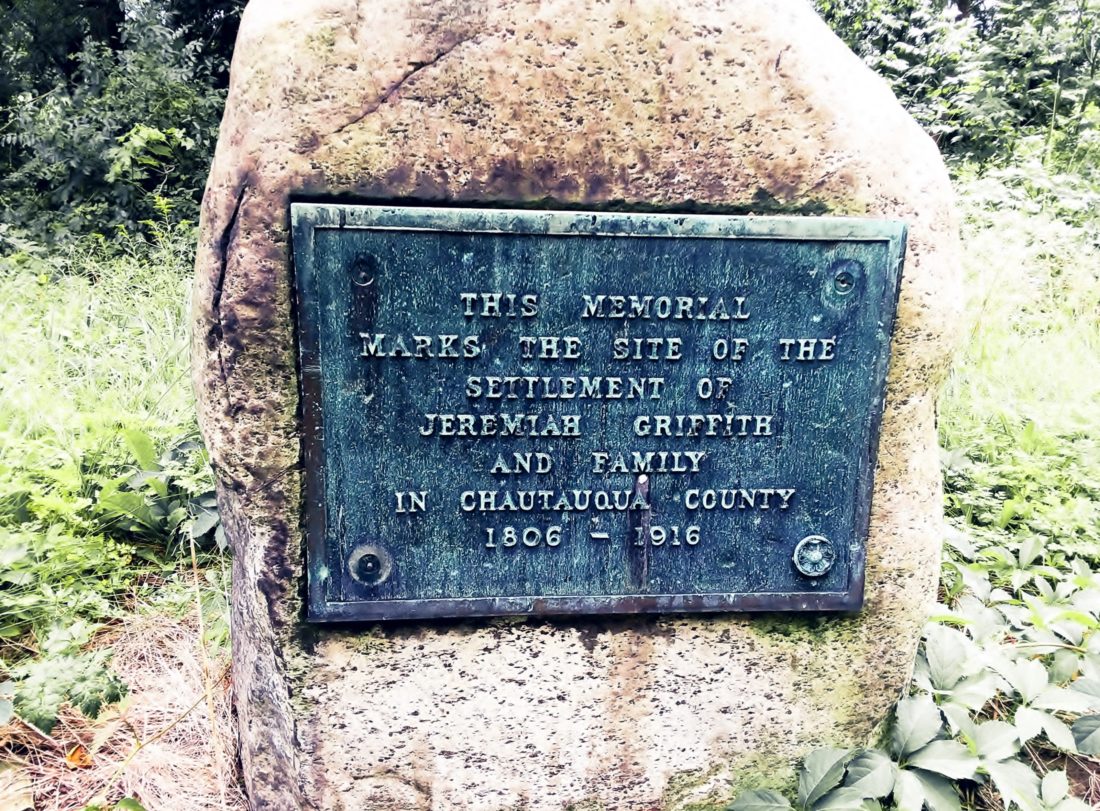 THIS MEMORIAL
MARKS THE SITE OF THE
SETTLEMENT OF
JEREMIAH GRIFFITH
AND FAMILY
IN CHAUTAUQUA COUNTY
1806 - 1916